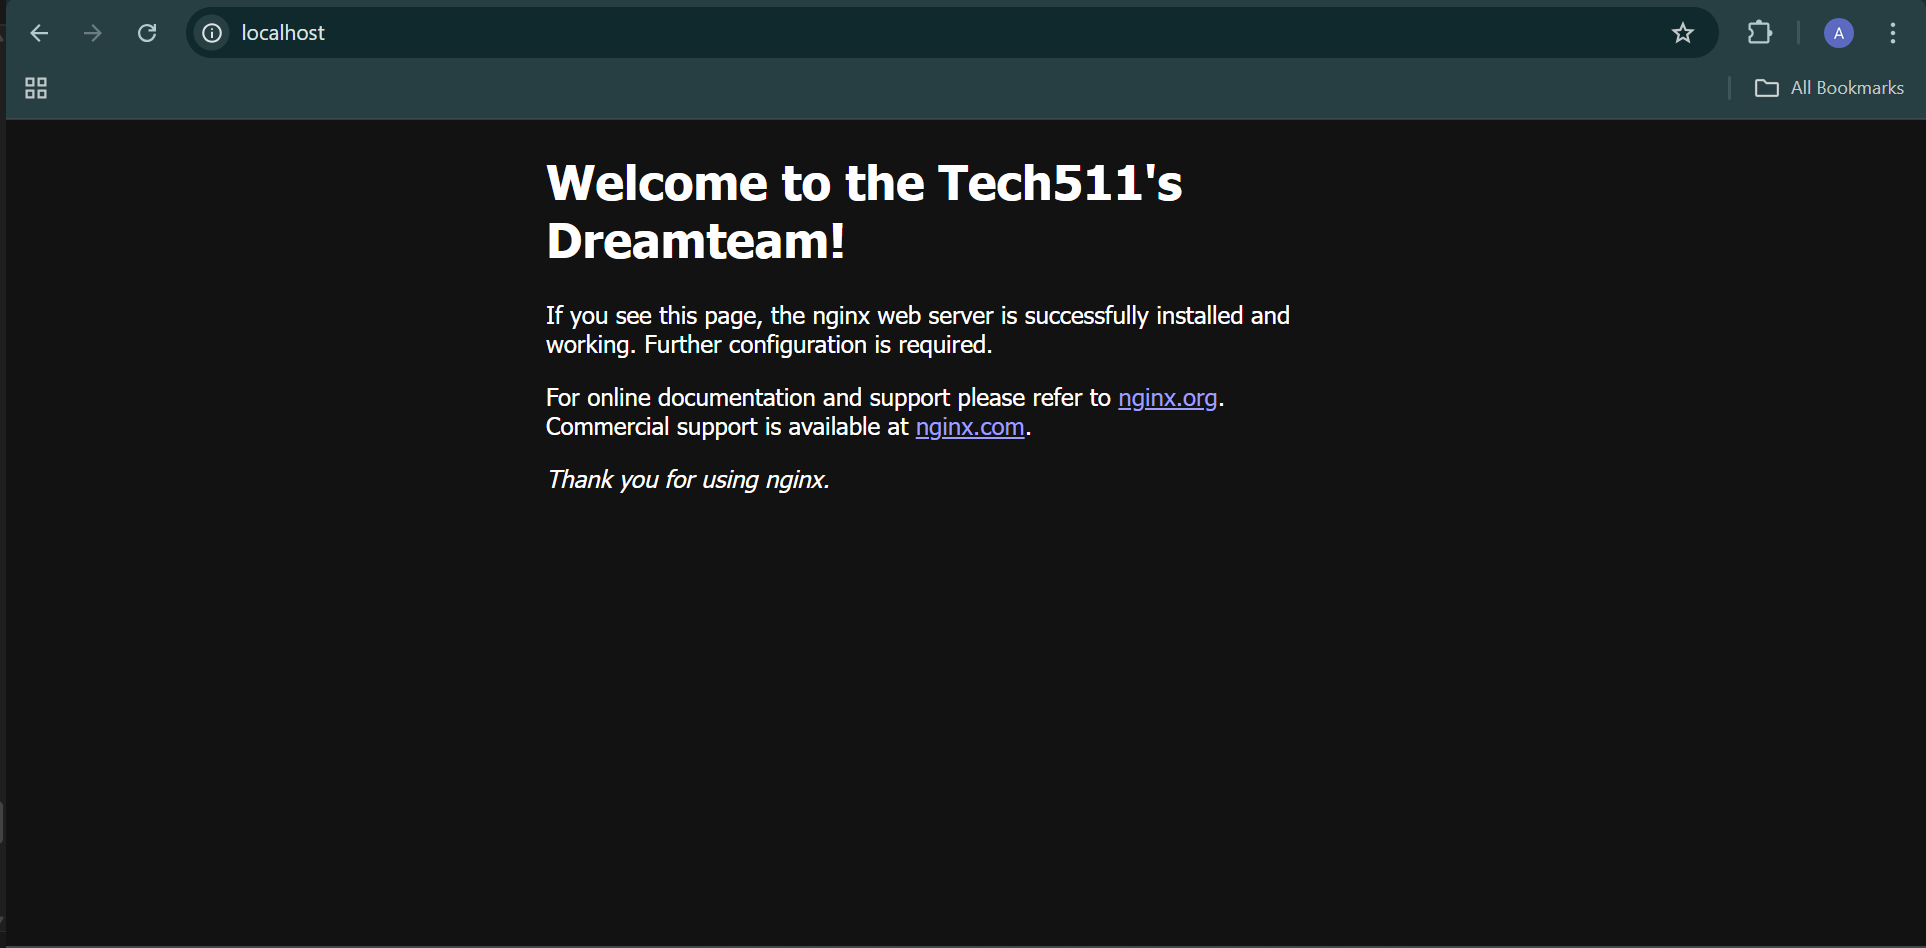 localhost
A
All Bookmarks
Welcome to the Tech511's
Dreamteam!
If you see this page, the nginx web server is successfully installed and
working. Further configuration is required.
For online documentation and support please refer to nginx.org.
Commercial support is available at nginx.com.
Thank you for using nginx.